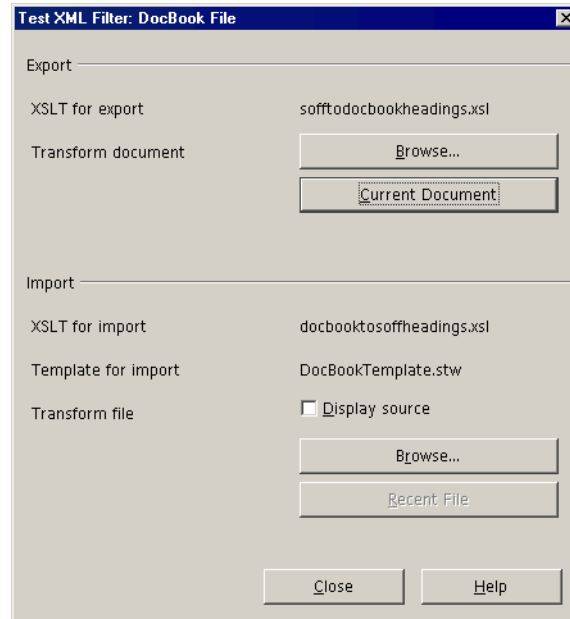 Test XML Filter: DocBook File
Export
XSLT for export sofftodocbookheadings.xsl
Transform document Browse...
Current Document
Import
XSLT for import docbooktosoffheadings.xsl
Template for import DocBookTemplate.stw
Transform file Display source
Browse...
Recent File
Close Help